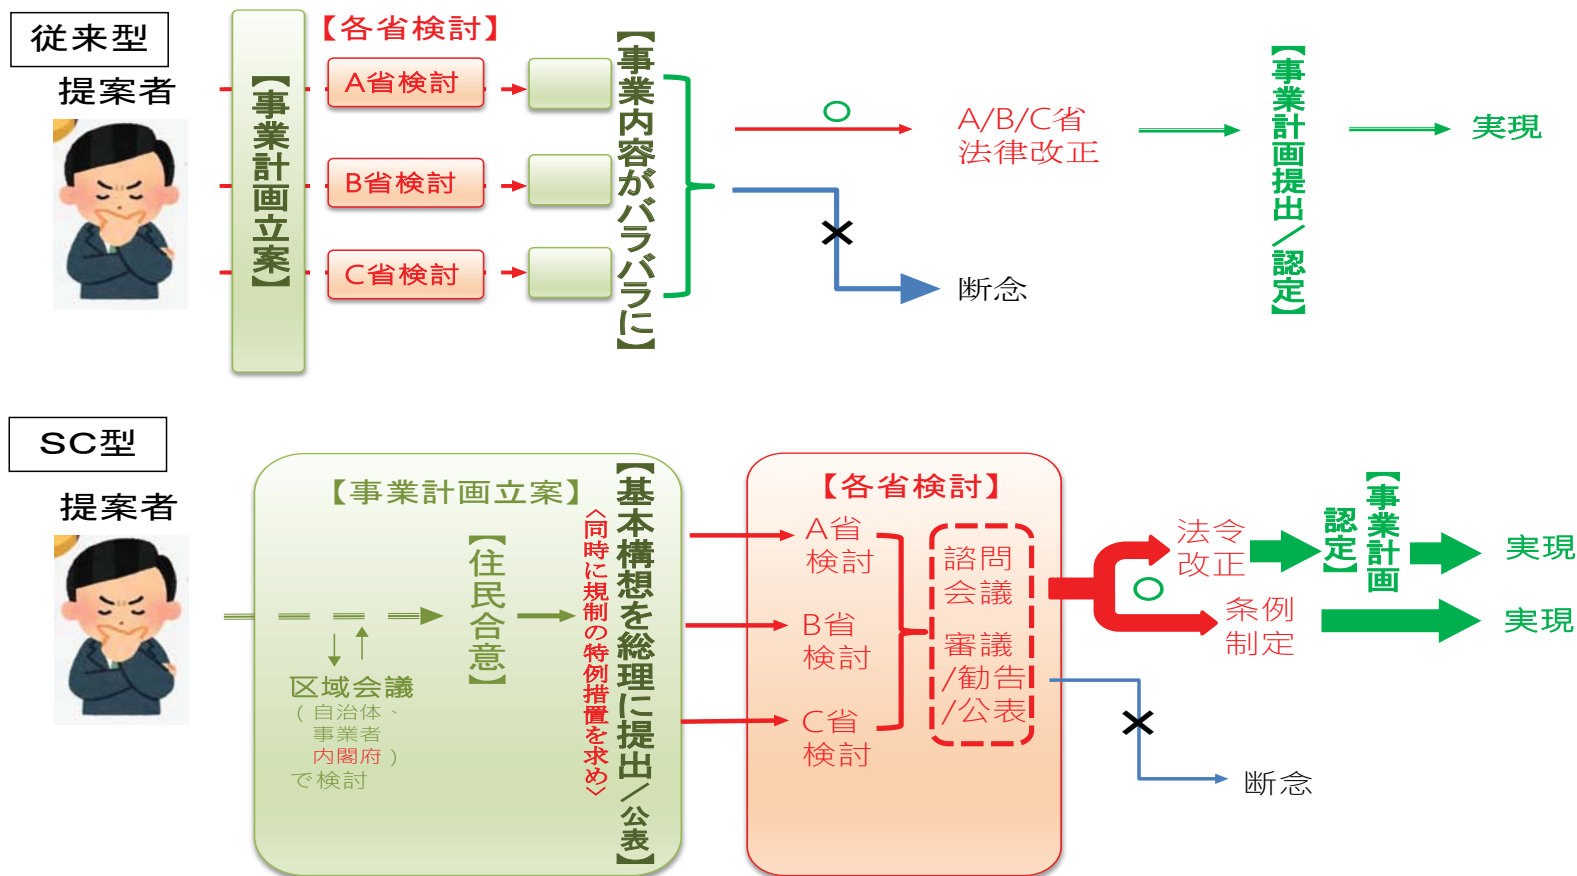 従来型
提案者
【事業計画立案】
【各省検討】
A省検討
B省検討
C省検討
【事業内容がバラバラに】
○
A/B/C省
法律改正
【事業計画提出/認定】
実現
×
断念
SC型
提案者
【事業計画立案】
区域会議
(自治体、
事業者
内閣府)
で検討
【住民合意】
〈同時に規制の特例措置を求め〉
【基本構想を総理に提出/公表】
【各省検討】
A省
検討
B省
検討
C省
検討
諮問
会議
審議
/勧告
/公表
○
法令
改正
条例
制定
【事業計画
認定】
実現
実現
×
断念